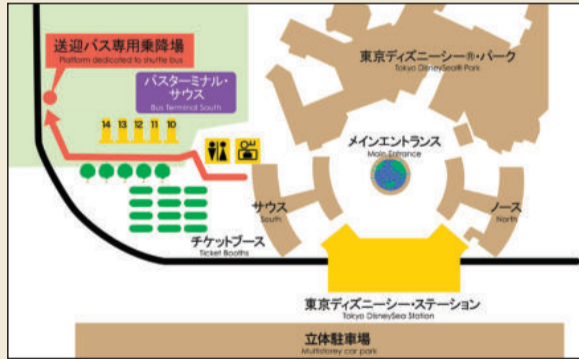 送迎バス専用乗降場
Platform dedicated to shuttle bus
バスターミナル・
サウス
Bus Terminal South
東京ディズニーシー®・パーク
Tokyo DisneySea® Park
14 13 12 11 10
メインエントランス
Main Entrance
サウス
South
ノース
North
チケットブース
Ticket Booths
東京ディズニーシー・ステーション
Tokyo DisneySea Station
立体駐車場
Multistorey car park